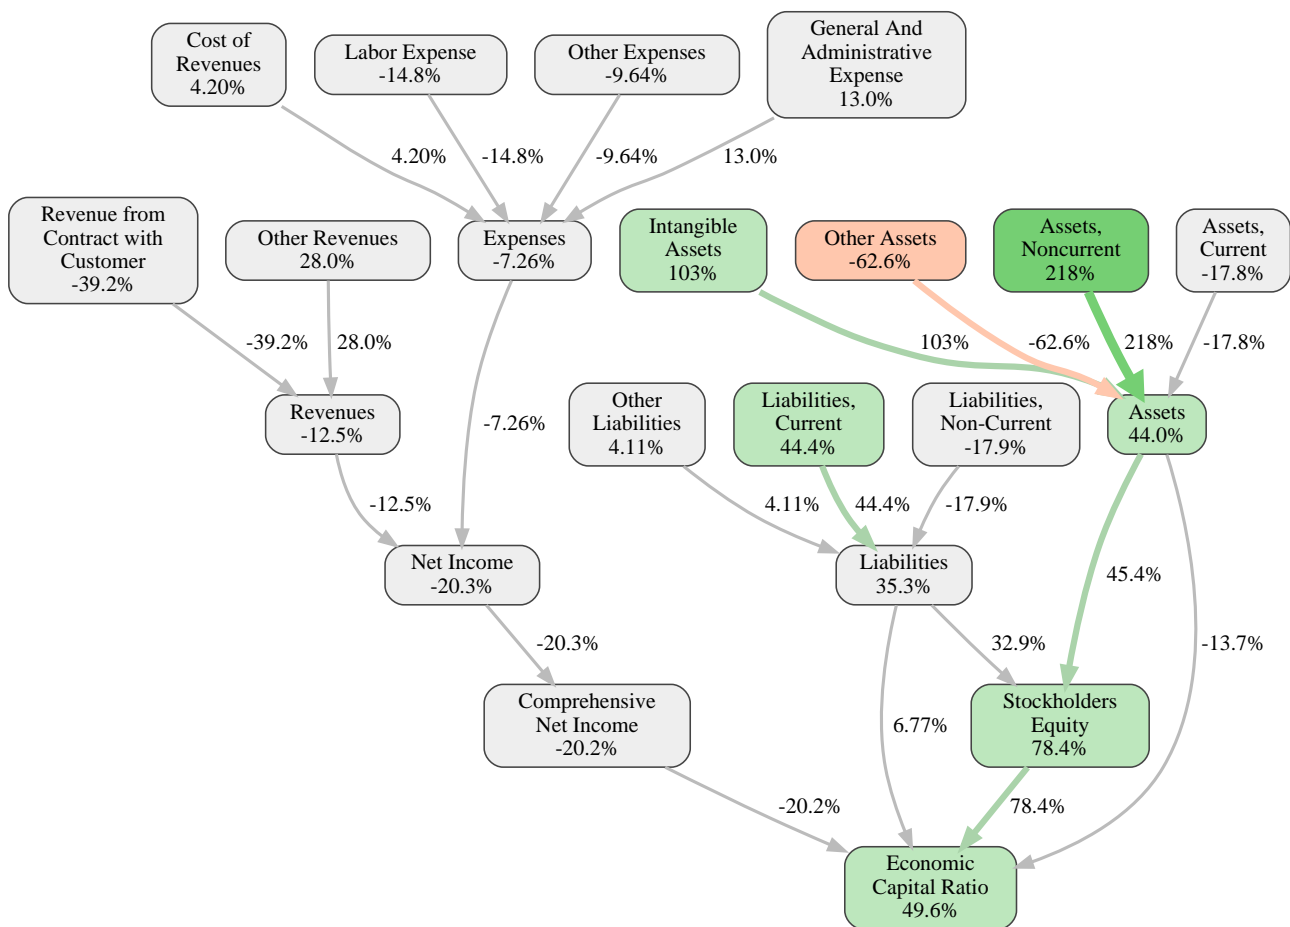 Cost of
Revenues
4.20%
Labor Expense
-14.8%
Other Expenses
-9.64%
General And
Administrative
Expense
13.0%
4.20%
-14.8%
-9.64%
13.0%
Revenue from
Contract with
Customer
-39.2%
Other Revenues
28.0%
Expenses
-7.26%
Intangible
Assets
103%
Other Assets
-62.6%
Assets,
Noncurrent
218%
Assets,
Current
-17.8%
-39.2%
28.0%
103%
-62.6%
218%
-17.8%
Revenues
-12.5%
-7.26%
Other
Liabilities
4.11%
Liabilities,
Current
44.4%
Liabilities,
Non-Current
-17.9%
Assets
44.0%
-12.5%
4.11%
44.4%
-17.9%
Net Income
-20.3%
Liabilities
35.3%
45.4%
-20.3%
32.9%
-13.7%
Comprehensive
Net Income
-20.2%
6.77%
Stockholders
Equity
78.4%
-20.2%
78.4%
Economic
Capital Ratio
49.6%